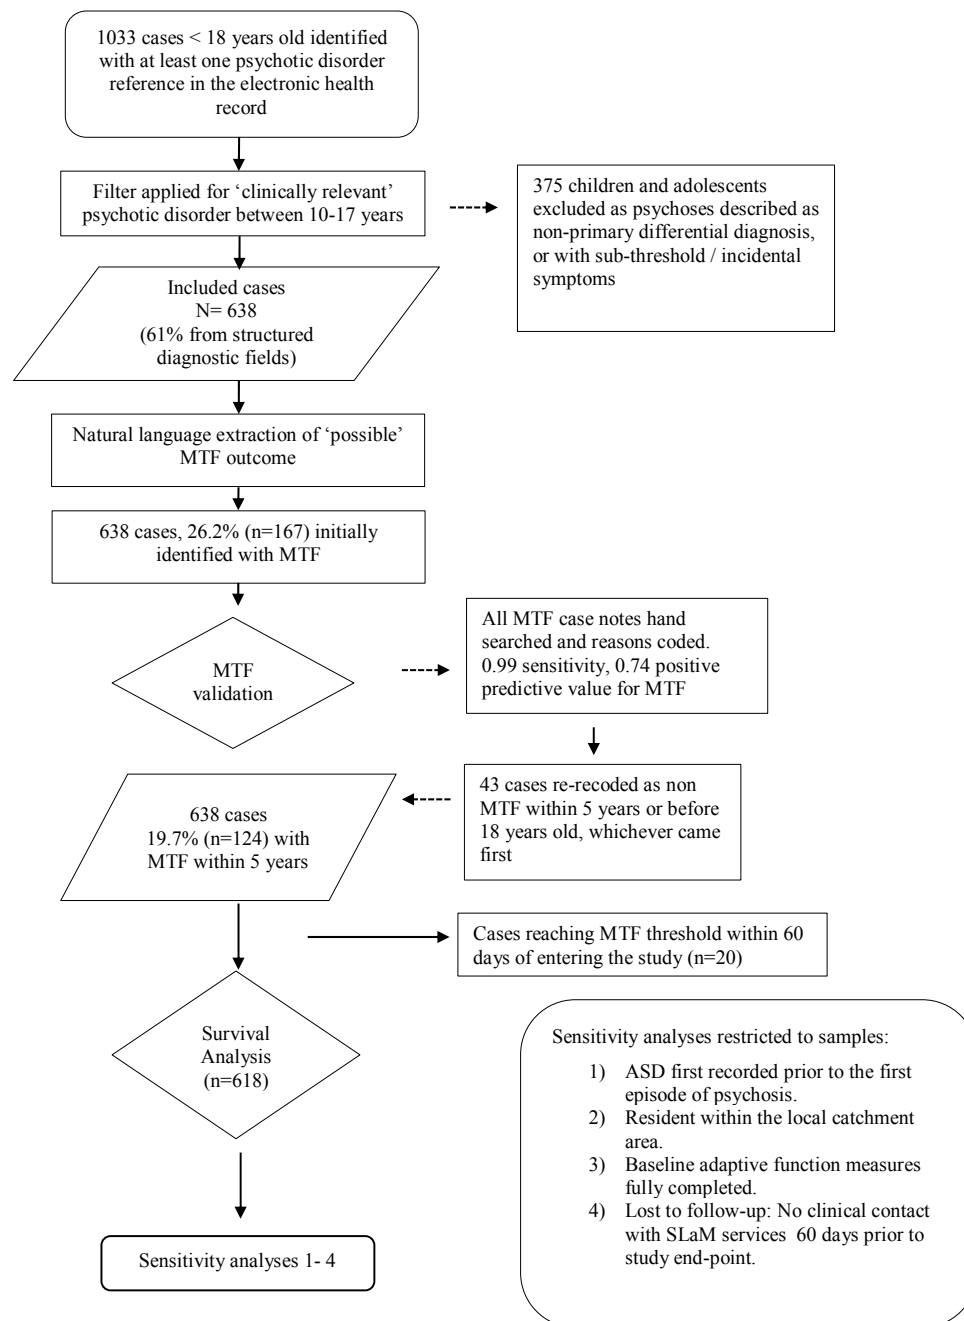 1033 cases < 18 years old identified
with at least one psychotic disorder
reference in the electronic health
record
Filter applied for ‘clinically relevant’
psychotic disorder between 10-17 years
375 children and adolescents
excluded as psychoses described as
non-primary differential diagnosis,
or with sub-threshold / incidental
symptoms
Included cases
N= 638
(61% from structured
diagnostic fields)
Natural language extraction of ‘possible’
MTF outcome
638 cases, 26.2% (n=167) initially
identified with MTF
MTF
validation
All MTF case notes hand
searched and reasons coded.
0.99 sensitivity, 0.74 positive
predictive value for MTF
43 cases re-recoded as non
MTF within 5 years or before
18 years old, whichever came
first
638 cases
19.7% (n=124) with
MTF within 5 years
Cases reaching MTF threshold within 60
days of entering the study (n=20)
Survival
Analysis
(n=618)
Sensitivity analyses restricted to samples:
1) ASD first recorded prior to the first
episode of psychosis.
2) Resident within the local catchment
area.
3) Baseline adaptive function measures
fully completed.
4) Lost to follow-up: No clinical contact
with SLaM services 60 days prior to
study end-point.
Sensitivity analyses 1- 4